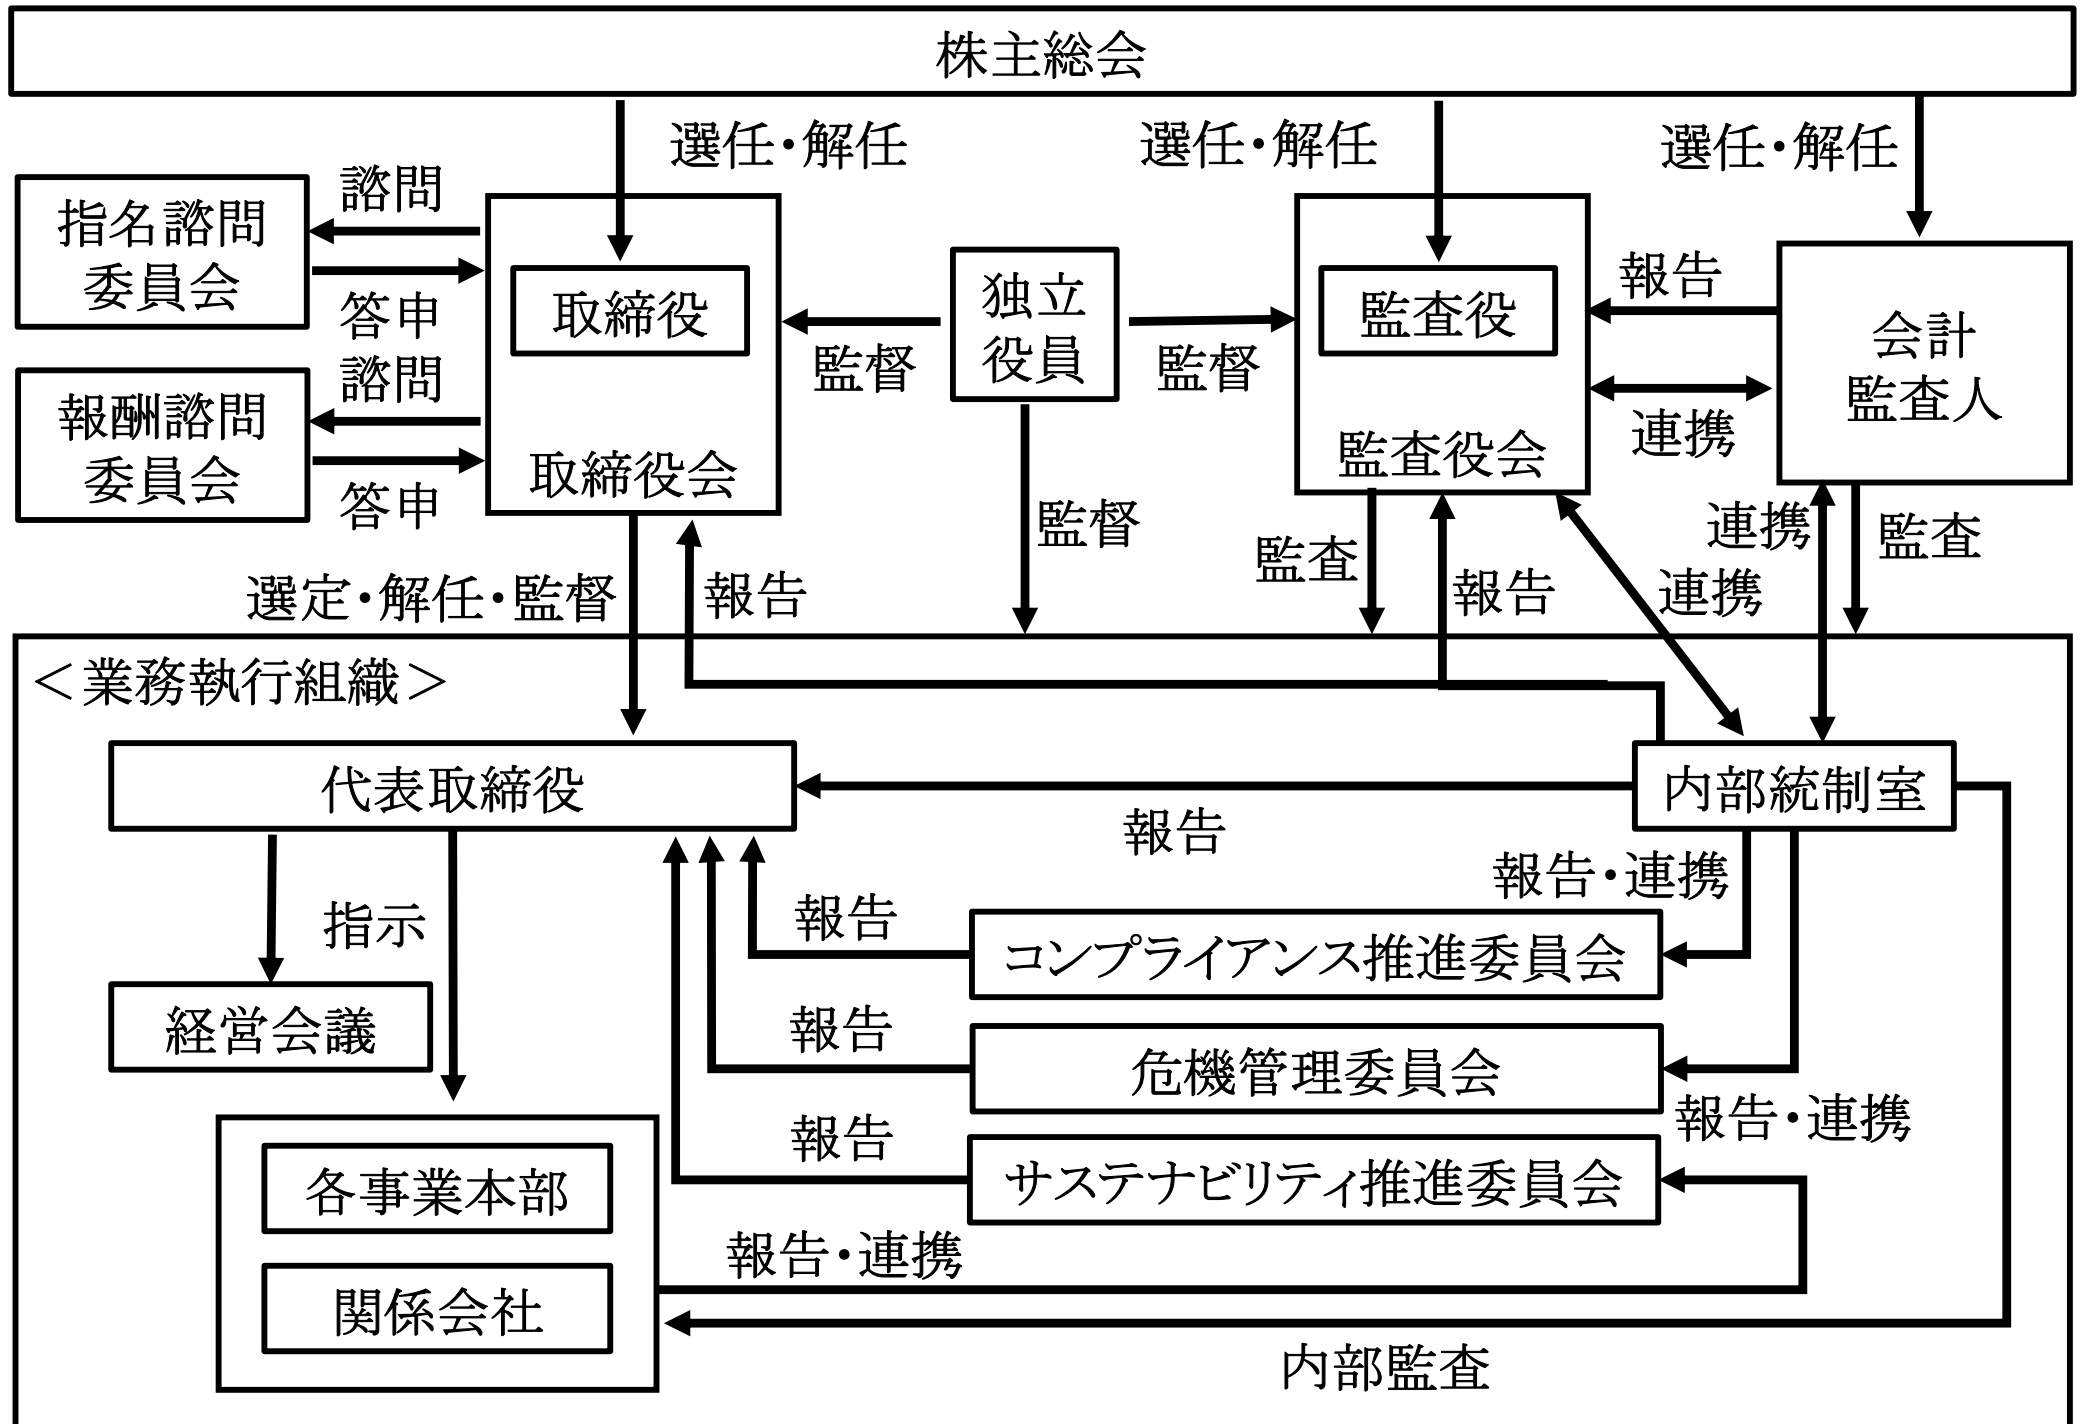 株主総会
選任・解任
選任・解任
選任・解任
諮問
指名諮問
委員会
答申
諮問
報酬諮問
委員会
答申
取締役
取締役会
監督
独立
役員
監督
監査役
監査役会
報告
連携
会計
監査人
選定・解任・監督
報告
監督
監査
報告
連携
連携
監査
＜業務執行組織＞
代表取締役
内部統制室
報告
報告・連携
指示
報告
コンプライアンス推進委員会
経営会議
報告
危機管理委員会
報告・連携
報告
サステナビリティ推進委員会
各事業本部
報告・連携
関係会社
内部監査